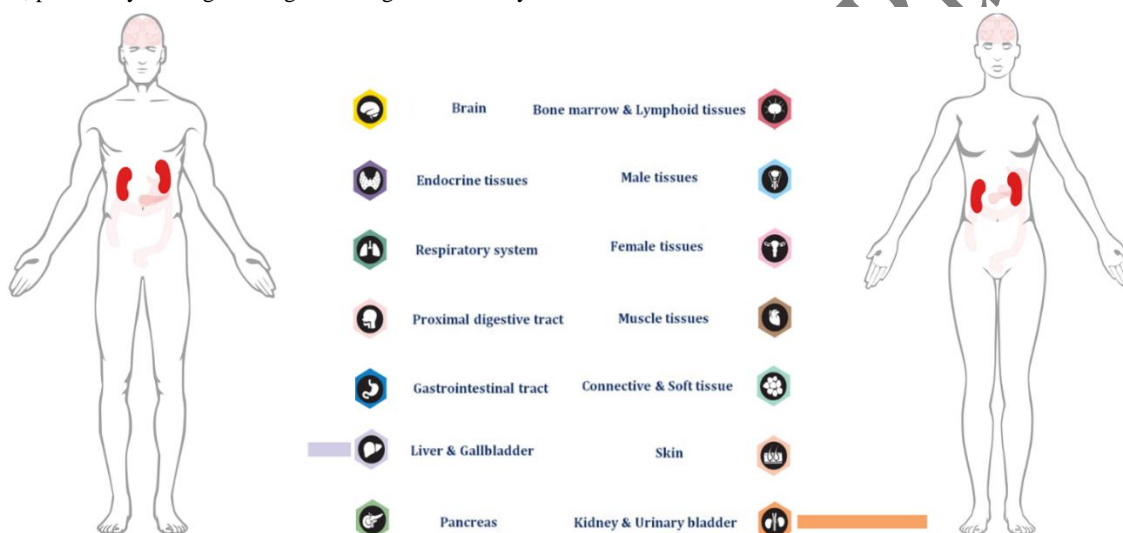 Brain
Bone marrow & Lymphoid tissues
Endocrine tissues
Male tissues
Respiratory system
Female tissues
Proximal digestive tract
Muscle tissues
Gastrointestinal tract
Connective & Soft tissue
Liver & Gallbladder
Skin
Pancreas
Kidney & Urinary bladder